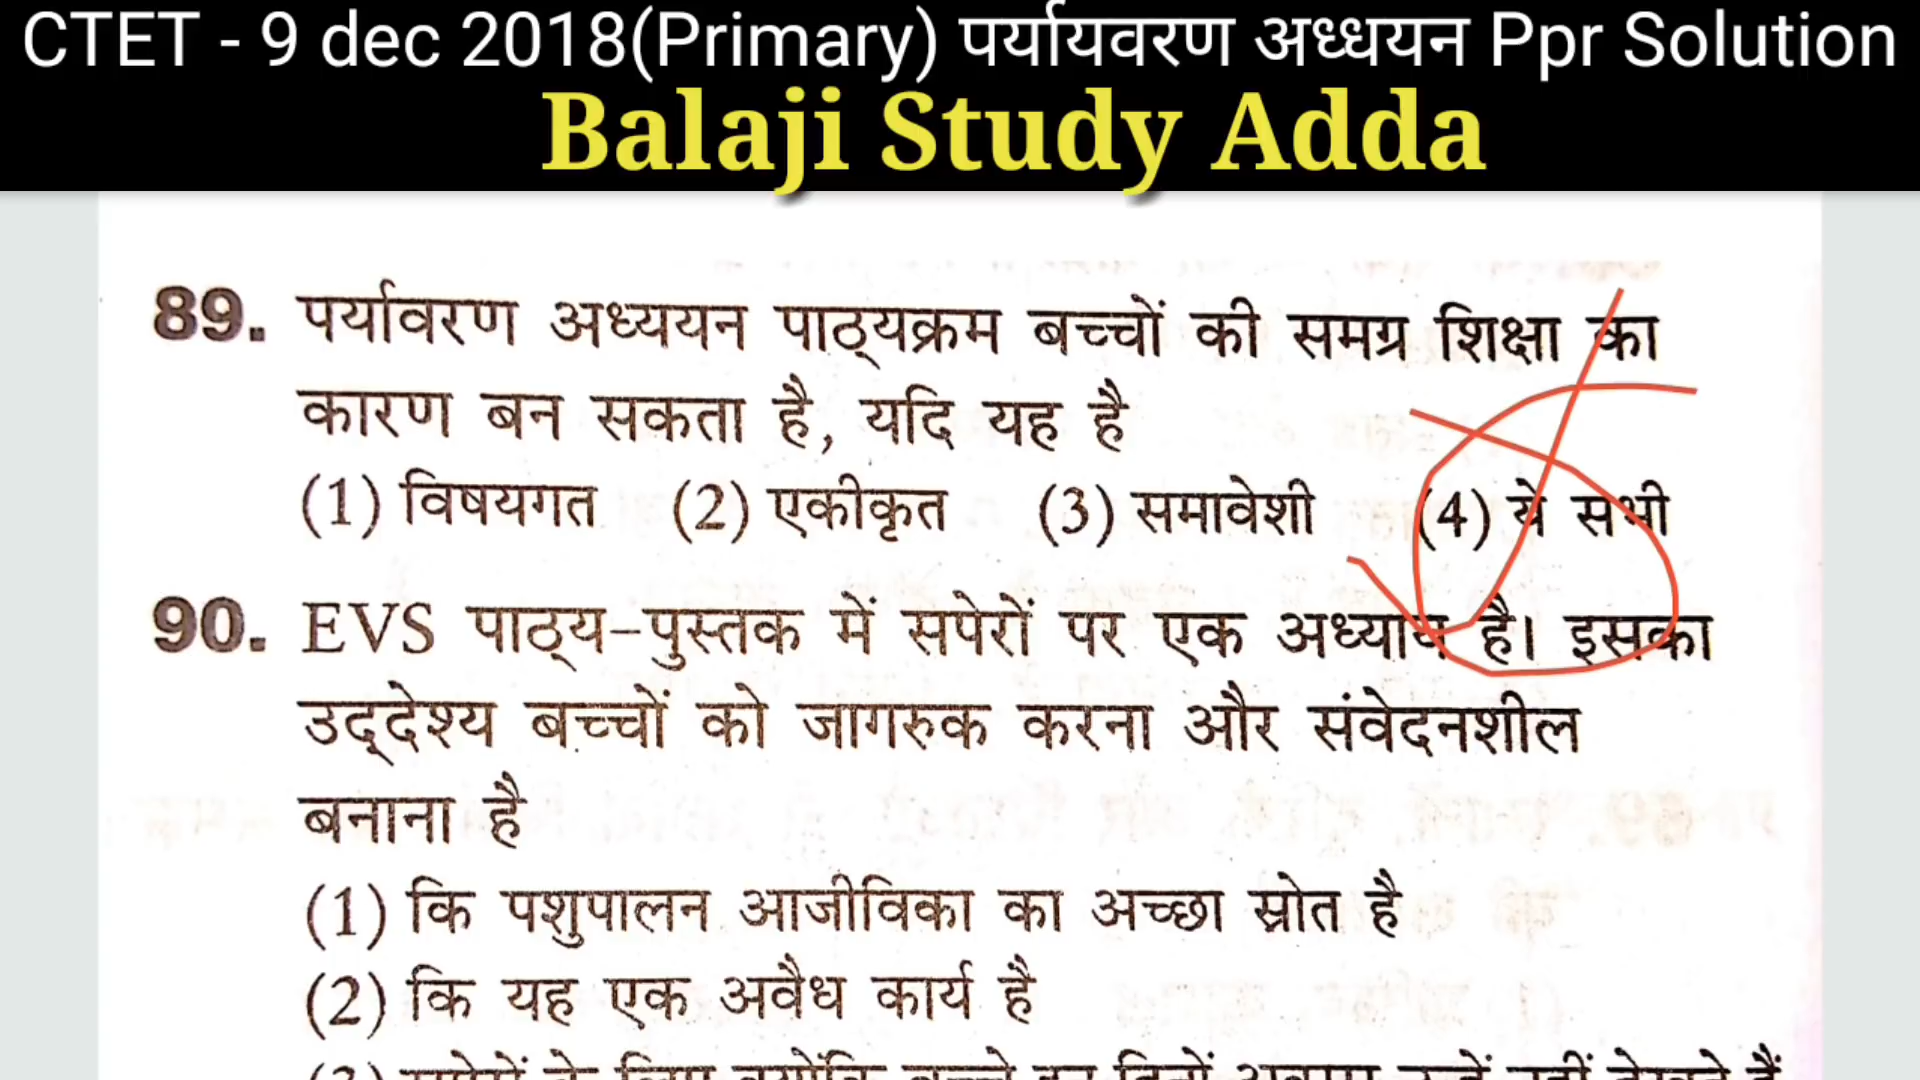 CTET - 9 dec 2018(Primary) पर्यायवरण अध्धयन Ppr Solution
Balaji Study Adda
89. पर्यावरण अध्ययन पाठ्यक्रम बच्चों की समग्र शिक्षा का
कारण बन सकता है, यदि यह है
(1) विषयगत (2) एकीकृत (3) समावेशी (4) ये सभी
90. EVS पाठ्य-पुस्तक में सपेरों पर एक अध्याय है। इसका
उद्देश्य बच्चों को जागरुक करना और संवेदनशील
बनाना है
(1) कि पशुपालन आजीविका का अच्छा स्रोत है
(2) कि यह एक अवैध कार्य है